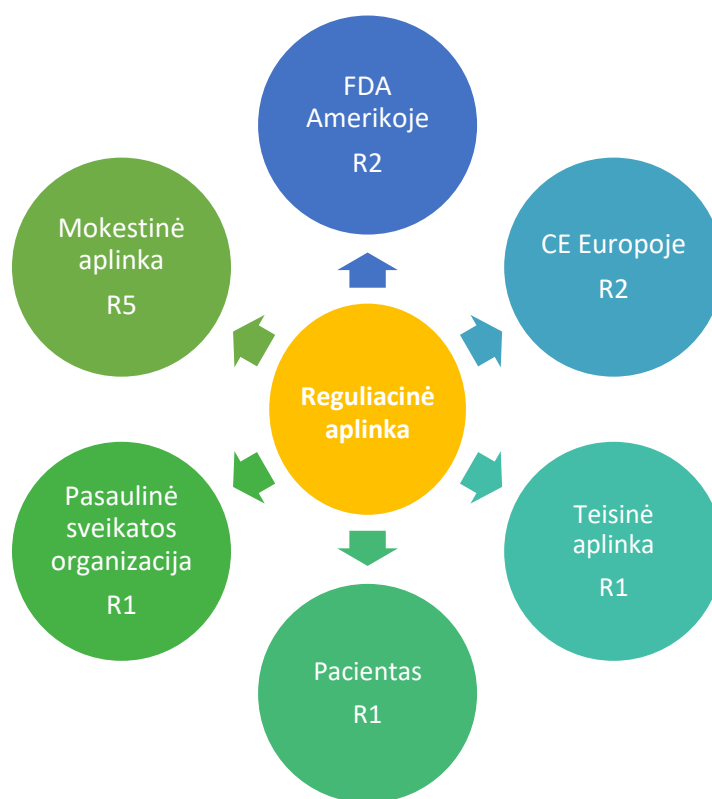 FDA
Amerikoje
R2
CE Europoje
R2
Teisinė
aplinka
R1
Pacientas
R1
Pasaulinė
sveikatos
organizacija
R1
Mokestinė
aplinka
R5
Reguliacinė
aplinka